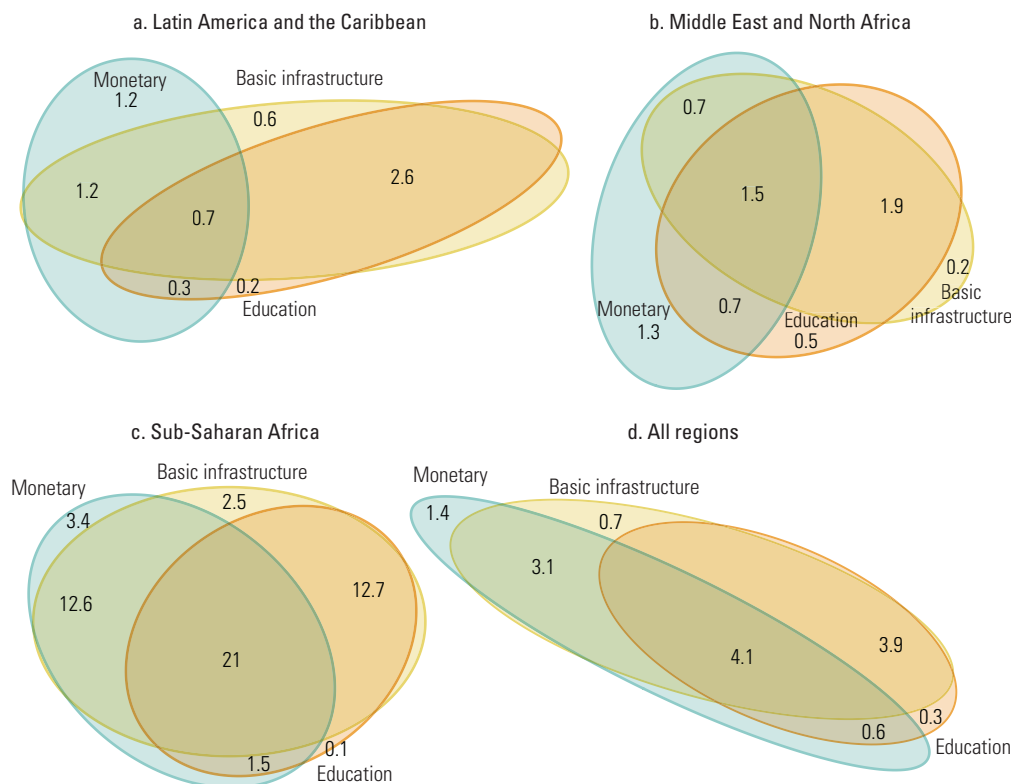 a. Latin America and the Caribbean
Monetary
1.2
Basic infrastructure
0.6
1.2
2.6
0.7
0.3
0.2
Education
b. Middle East and North Africa
0.7
1.5
1.9
0.2
Basic
infrastructure
Monetary
1.3
0.7
Education
0.5
c. Sub-Saharan Africa
Monetary
3.4
Basic infrastructure
2.5
12.6
12.7
21
1.5
0.1
Education
d. All regions
Monetary
1.4
Basic infrastructure
0.7
3.1
4.1
3.9
0.6
0.3
Education